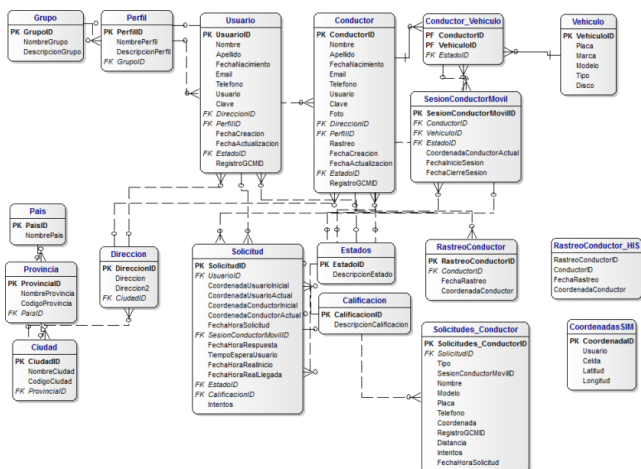 Grupo
PK GrupoID
NombreGrupo
DescripcionGrupo
Perfil
PK PerfilID
NombrePerfil
DescripcionPerfil
FK GrupoID
Usuario
PK UsuarioID
Nombre
Apellido
FechaNacimiento
Email
Telefono
Usuario
Clave
FK DireccionID
FK PerfilID
FechaCreacion
FechaActualizacion
FK EstadoID
RegistroGCMID
Conductor
PK ConductorID
Nombre
Apellido
FechaNacimiento
Email
Telefono
Usuario
Clave
Foto
FK DireccionID
FK PerfilID
Rastreo
FechaCreacion
FechaActualizacion
FK EstadoID
RegistroGCMID
Conductor_Vehiculo
PF ConductorID
PF VehiculoID
FK EstadoID
Vehiculo
PK VehiculoID
Placa
Marca
Modelo
Tipo
Disco
SesionConductorMovil
PK SesionConductorMovilID
FK ConductorID
FK VehiculoID
FK EstadoID
CoordenadaConductorActual
FechaInicioSesion
FechaCierreSesion
Pais
PK PaisID
NombrePais
Provincia
PK ProvinciaID
NombreProvincia
CodigoProvincia
FK PaisID
Ciudad
PK CiudadID
NombreCiudad
CodigoCiudad
FK ProvinciaID
Direccion
PK DireccionID
Direccion
Direccion2
FK CiudadID
Solicitud
PK SolicitudID
FK UsuarioID
CoordenadaUsuarioInicial
CoordenadaUsuarioActual
CoordenadaConductorInicial
CoordenadaConductorActual
FechaHoraSolicitud
FK SesionConductorMovilID
FechaHoraRespuesta
TiempoEsperaUsuario
FechaHoraRealInicio
FechaHoraRealLlegada
FK EstadoID
FK CalificacionID
Intentos
Estados
PK EstadoID
DescripcionEstado
Calificacion
PK CalificacionID
DescripcionCalificacion
RastreoConductor
PK RastreoConductorID
FK ConductorID
FechaRastreo
CoordenadaConductor
RastreoConductor_HIS
RastreoConductorID
ConductorID
FechaRastreo
CoordenadaConductor
Solicitudes_Conductor
PK Solicitudes_ConductorID
FK SolicitudID
Tipo
SesionConductorMovilID
Nombre
Modelo
Placa
Telefono
Coordenada
RegistroGCMID
Distancia
Intentos
FechaHoraSolicitud
CoordenadasSIM
PK CoordenadaID
Usuario
Celda
Latitud
Longitud